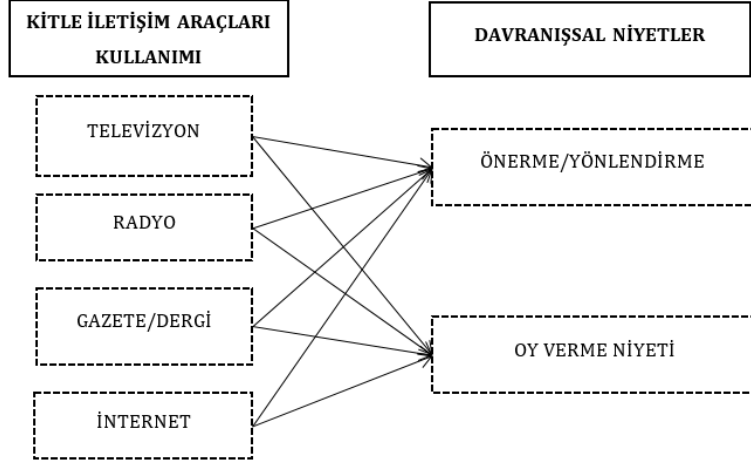 KİTLE İLETİŞİM ARAÇLARI
KULLANIMI
DAVRANIŞSAL NİYETLER
TELEVİZYON
ÖNERME/YÖNLENDİRME
RADYO
GAZETE/DERGİ
OY VERME NİYETİ
İNTERNET